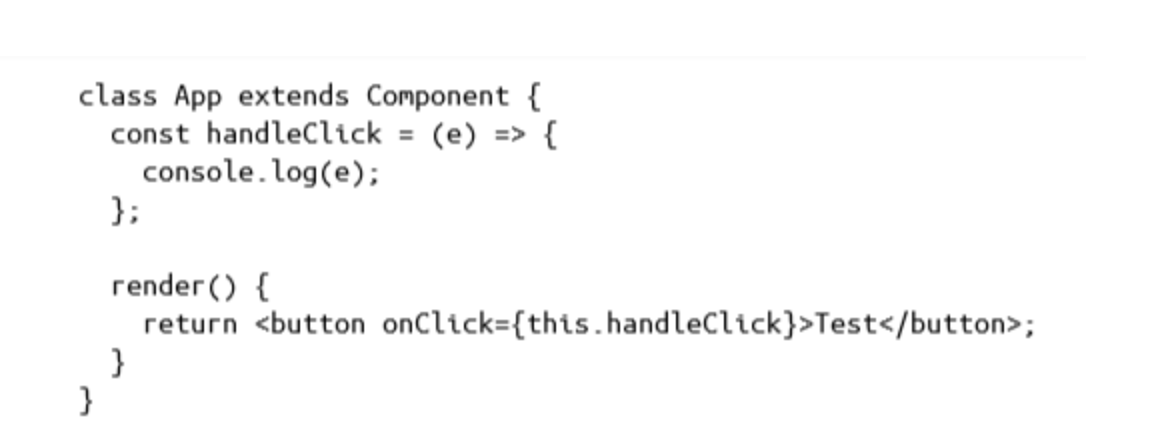 class App extends Component {
  const handleClick = (e) => {
    console.log(e);
  };

  render() {
    return <button onClick={this.handleClick}>Test</button>;
  }
}